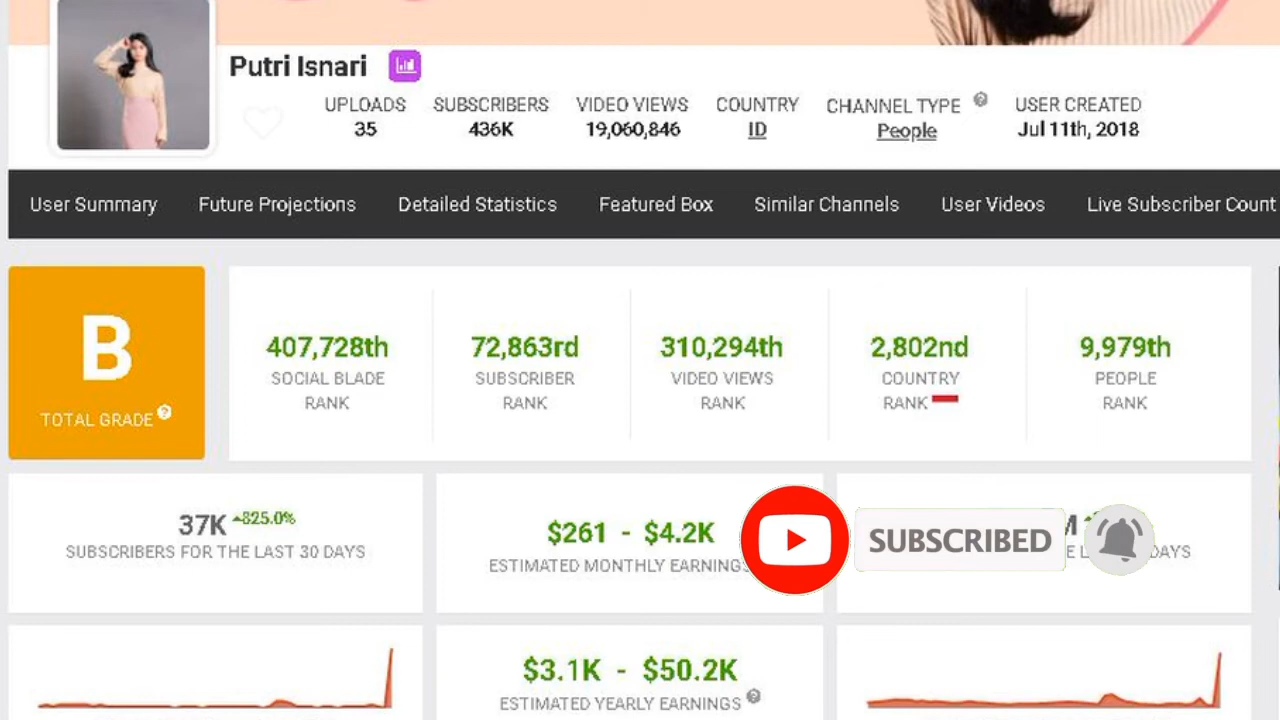 Putri Isnari
UPLOADS SUBSCRIBERS VIDEO VIEWS COUNTRY CHANNEL TYPE USER CREATED
35 436K 19,060,846 ID People Jul 11th, 2018
User Summary Future Projections Detailed Statistics Featured Box Similar Channels User Videos Live Subscriber Count
B
TOTAL GRADE
407,728th 72,863rd 310,294th 2,802nd 9,979th
SOCIAL BLADE SUBSCRIBER VIDEO VIEWS COUNTRY PEOPLE
RANK RANK RANK RANK RANK
37K 825.0%
SUBSCRIBERS FOR THE LAST 30 DAYS
$261 - $4.2K
ESTIMATED MONTHLY EARNINGS
SUBSCRIBED
DAYS
$3.1K - $50.2K
ESTIMATED YEARLY EARNINGS